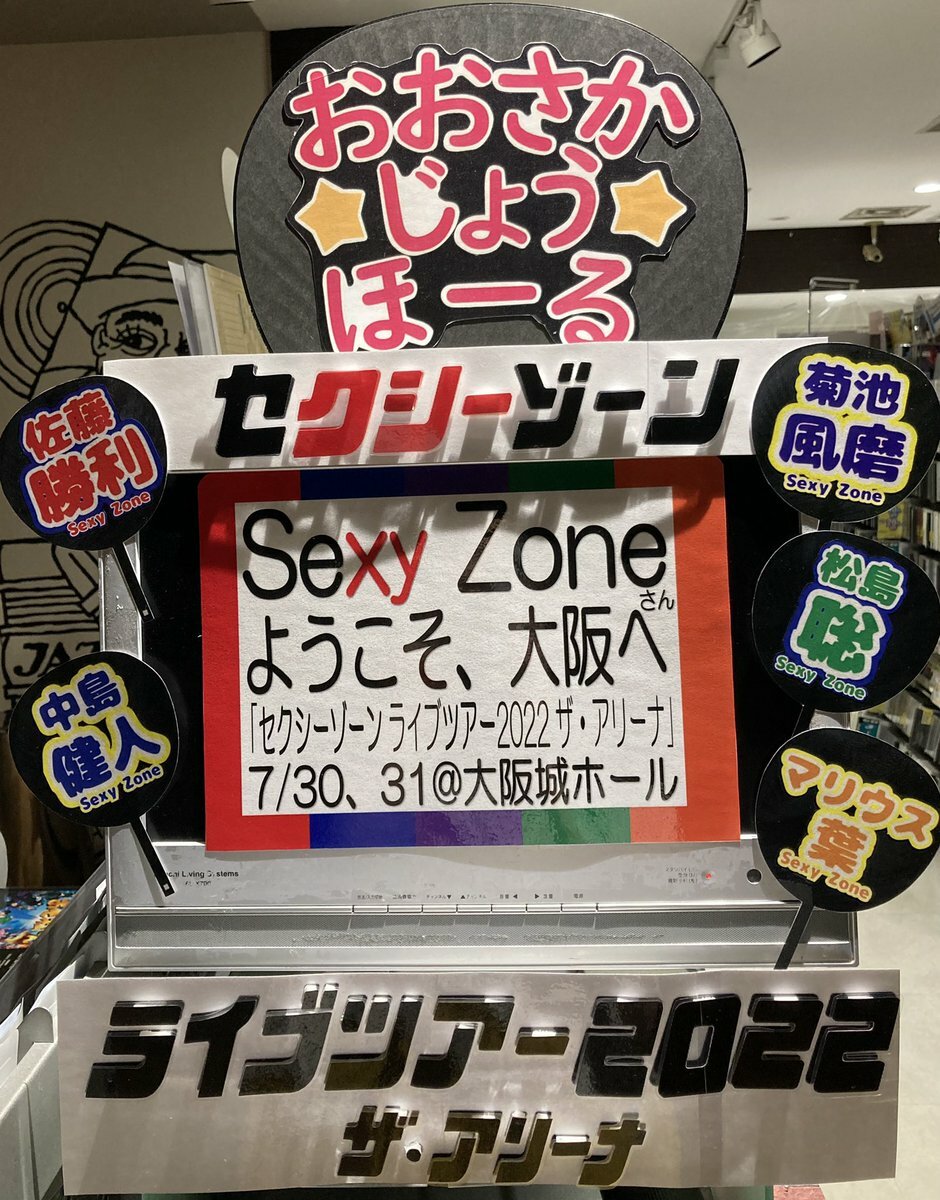 おおさか
じょう
ほーる
セクシーゾーン
佐藤
勝利
Sexy Zone
菊池
風磨
Sexy Zone
Sexy Zone
さん
ようこそ、大阪へ
「セクシーゾーン ライブツアー2022 ザ・アリーナ」
7/30、31@大阪城ホール
松島
聡
Sexy Zone
中島
健人
Sexy Zone
マリウス
葉
Sexy Zone
JAZ
Living Systems
ライブツアー2022
ザ・アリーナ